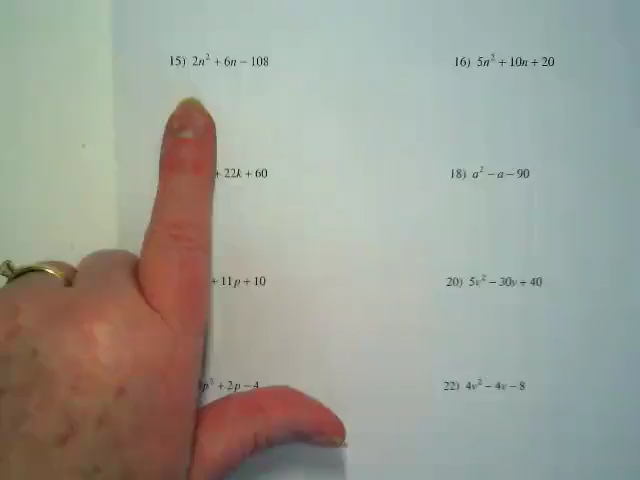 15) 2n² + 6n − 108
16) 5n² + 10n + 20
+ 22k + 60
18) a² − a − 90
+ 11p + 10
20) 5v² − 30v + 40
p² + 2p − 4
22) 4v² − 4v − 8